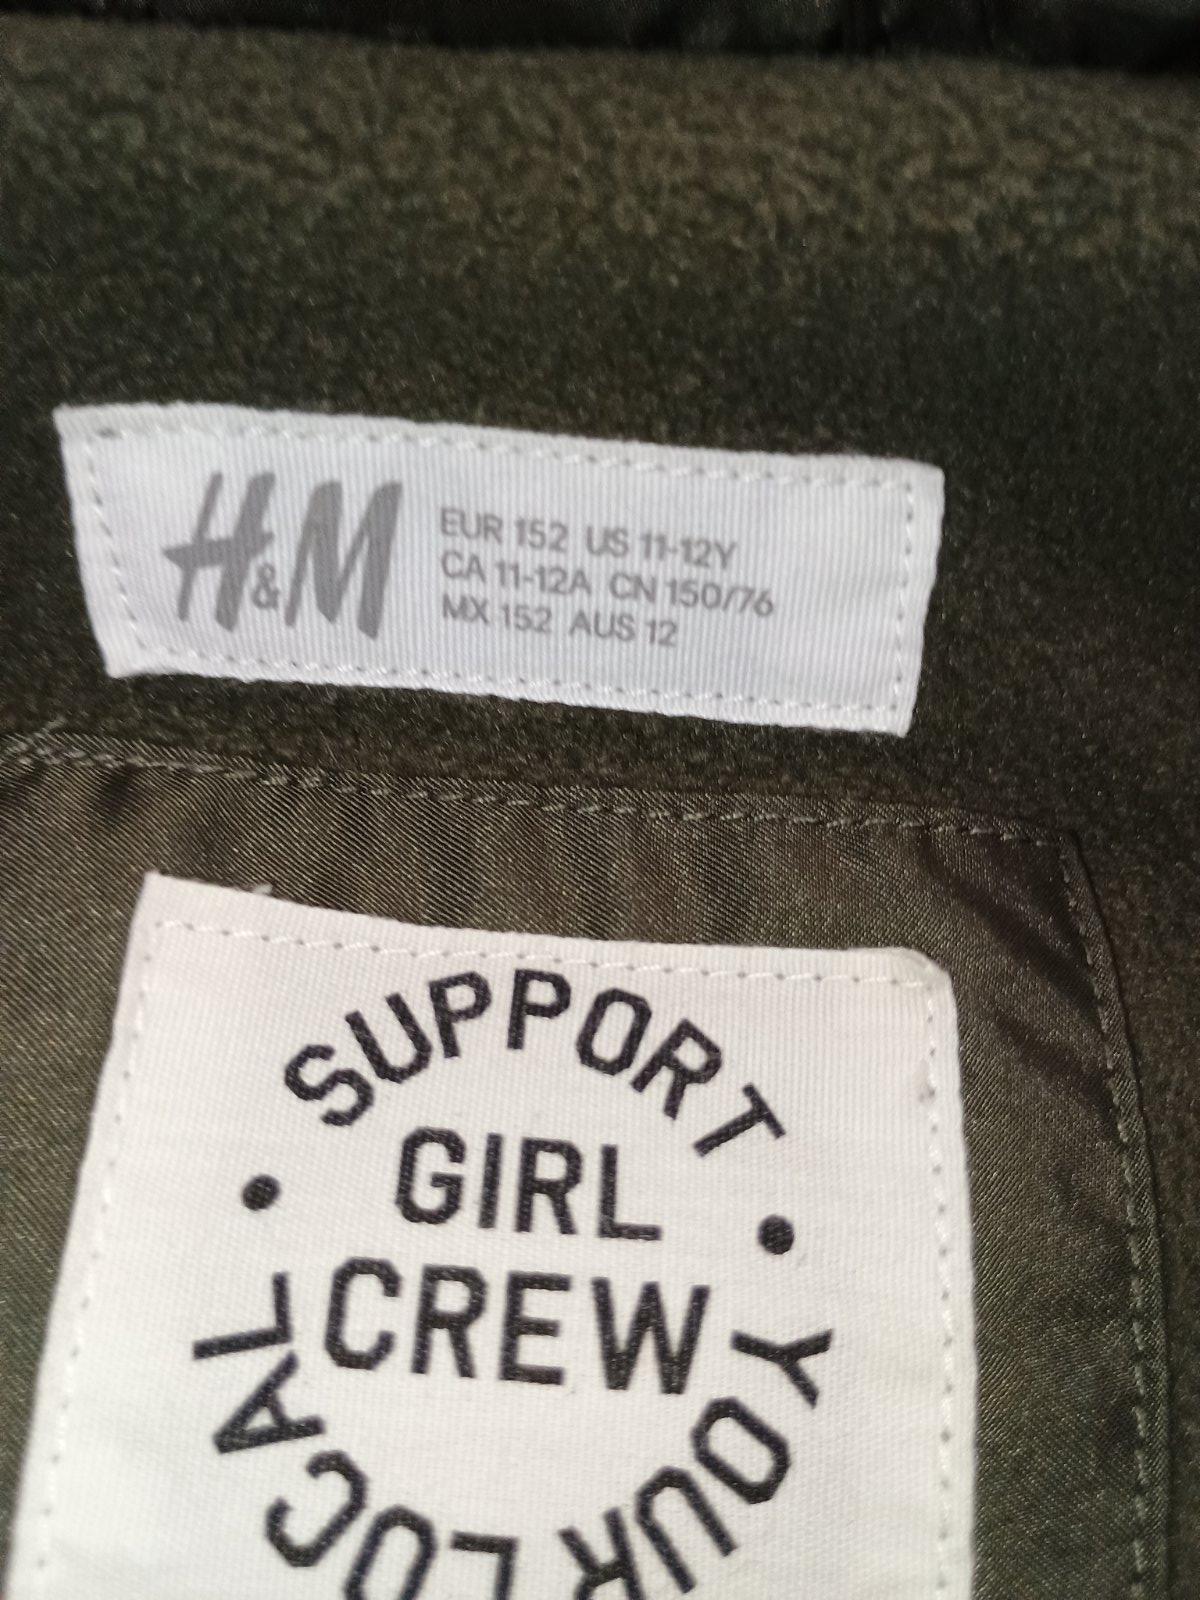 H&M
EUR 152 US 11-12Y
CA 11-12A CN 150/76
MX 152 AUS 12
SUPPORT
GIRL
CREW
YOUR LOCAL